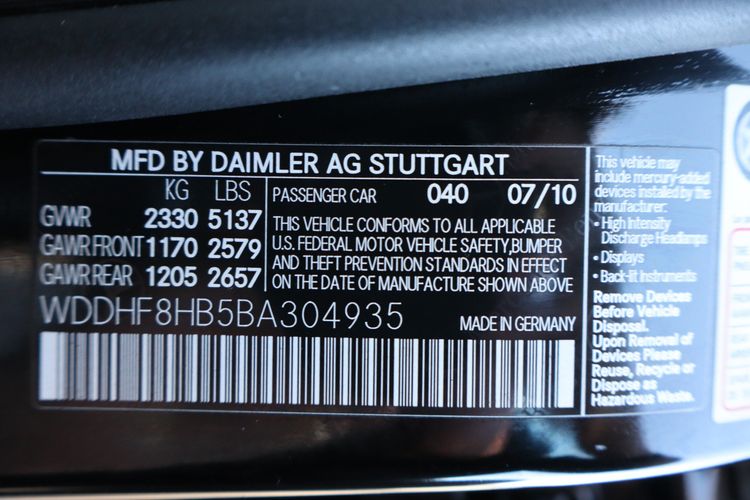 MFD BY DAIMLER AG STUTTGART
KG LBS
GVWR 2330 5137
GAWR FRONT 1170 2579
GAWR REAR 1205 2657
PASSENGER CAR 040 07/10
THIS VEHICLE CONFORMS TO ALL APPLICABLE
U.S. FEDERAL MOTOR VEHICLE SAFETY, BUMPER
AND THEFT PREVENTION STANDARDS IN EFFECT
ON THE DATE OF MANUFACTURE SHOWN ABOVE
WDDHF8HB5BA304935
MADE IN GERMANY
This vehicle may
include mercury-added
devices installed by the
manufacturer:
• High Intensity
Discharge Headlamps
• Displays
• Back-lit Instruments
Remove Devices
Before Vehicle
Disposal.
Upon Removal of
Devices Please
Reuse, Recycle or
Dispose as
Hazardous Waste.